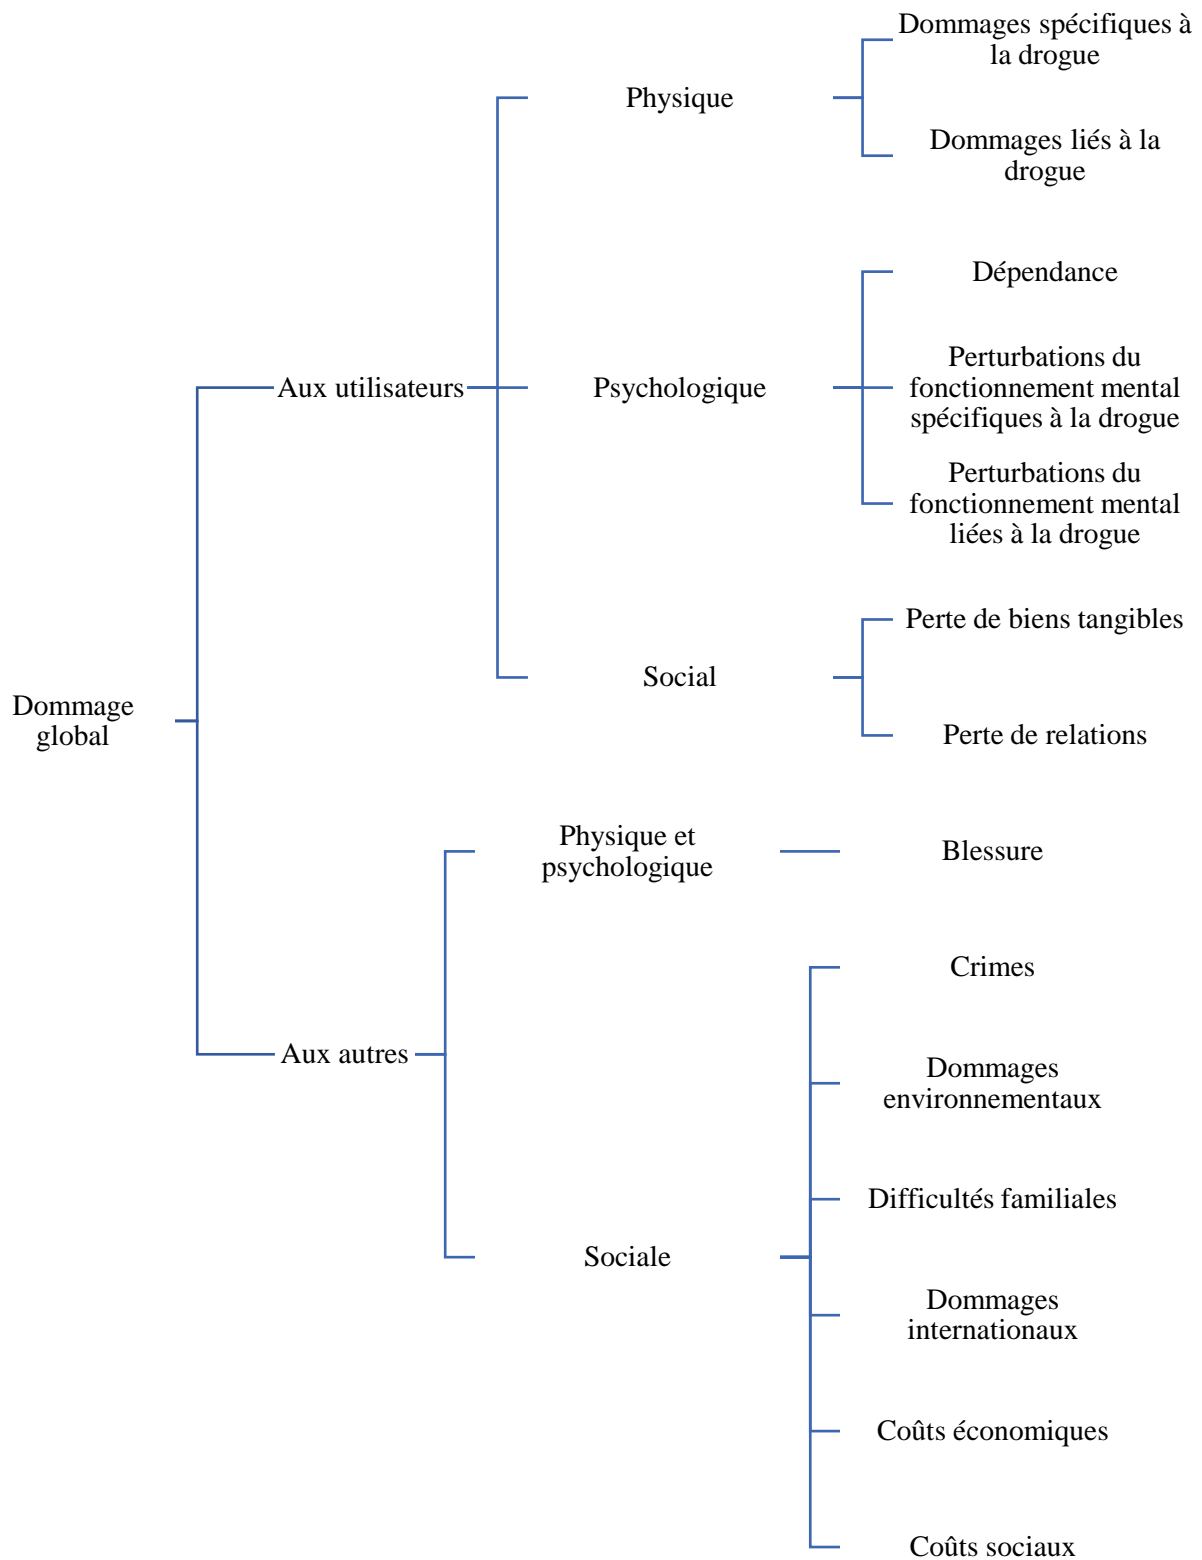 Dommages spécifiques à
la drogue
Physique
Dommages liés à la
drogue
Dépendance
Perturbations du
fonctionnement mental
spécifiques à la drogue
Aux utilisateurs
Psychologique
Perturbations du
fonctionnement mental
liées à la drogue
Perte de biens tangibles
Social
Perte de relations
Dommage
global
Physique et
psychologique
Blessure
Crimes
Aux autres
Dommages
environnementaux
Difficultés familiales
Sociale
Dommages
internationaux
Coûts économiques
Coûts sociaux